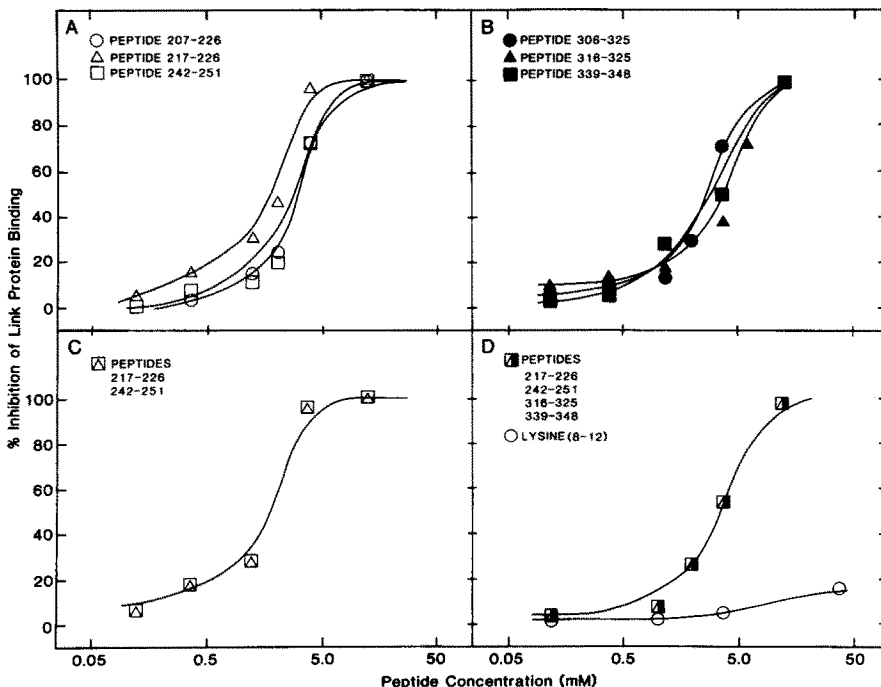 A
PEPTIDE 207-226
PEPTIDE 217-226
PEPTIDE 242-251
B
PEPTIDE 306-325
PEPTIDE 316-325
PEPTIDE 339-348
100
80
60
40
20
0
C
PEPTIDES
217-226
242-251
D
PEPTIDES
217-226
242-251
316-325
339-348
LYSINE (8-12)
100
80
60
40
20
0
% Inhibition of Link Protein Binding
0.05 0.5 5.0 50 0.05 0.5 5.0 50
Peptide Concentration (mM)